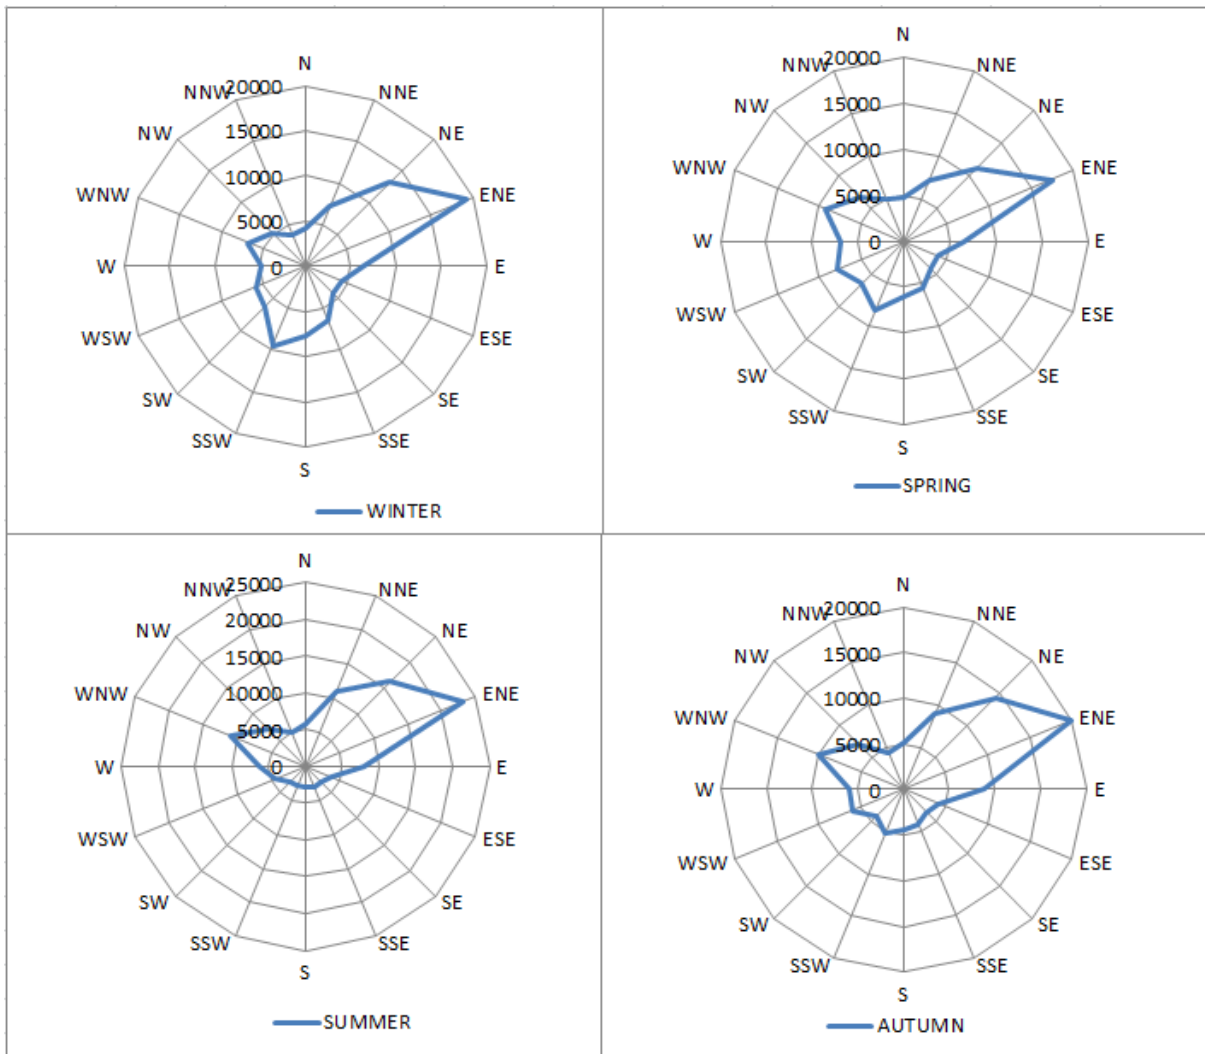 N
20000
NNW
NNE
15000
NW
NE
10000
WNW
ENE
5000
W
0
E
WSW
ESE
SW
SE
SSW
SSE
S
WINTER
N
20000
NNW
NNE
15000
NW
NE
10000
WNW
ENE
5000
W
0
E
WSW
ESE
SW
SE
SSW
SSE
S
SPRING
N
25000
NNW
NNE
20000
NW
NE
15000
WNW
ENE
10000
5000
W
0
E
WSW
ESE
SW
SE
SSW
SSE
S
SUMMER
N
20000
NNW
NNE
15000
NW
NE
10000
WNW
ENE
5000
W
0
E
WSW
ESE
SW
SE
SSW
SSE
S
AUTUMN